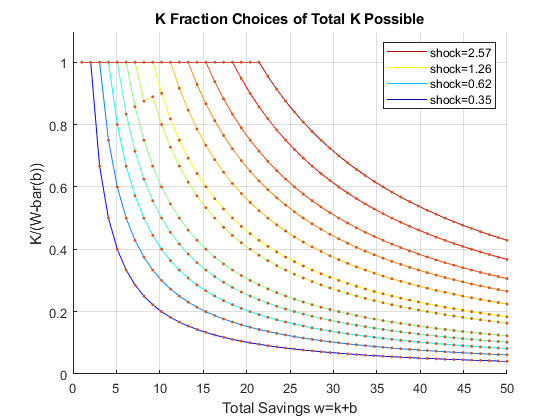 K Fraction Choices of Total K Possible
shock=2.57
shock=1.26
shock=0.62
shock=0.35
K/(W-bar(b))
1
0.8
0.6
0.4
0.2
0
0 5 10 15 20 25 30 35 40 45 50
Total Savings w=k+b